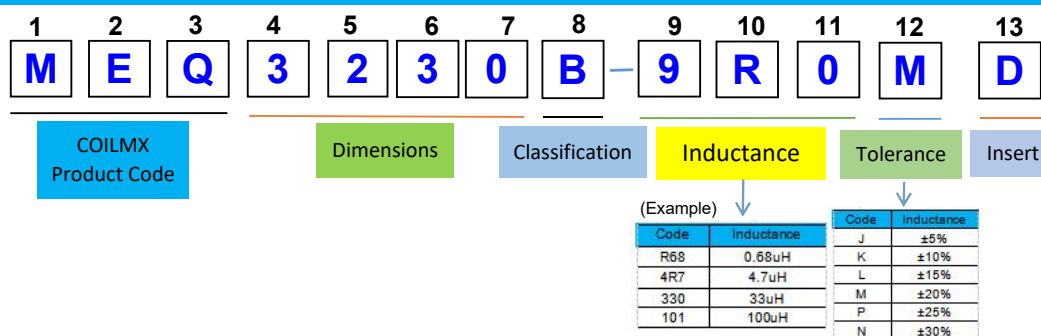 1 2 3 4 5 6 7 8 9 10 11 12 13
M E Q 3 2 3 0 B - 9 R 0 M D
COILMX Product Code
Dimensions
Classification
Inductance
Tolerance
Insert
(Example)
Code Inductance
R68 0.68uH
4R7 4.7uH
330 33uH
101 100uH
Code Inductance
J ±5%
K ±10%
L ±15%
M ±20%
P ±25%
N ±30%